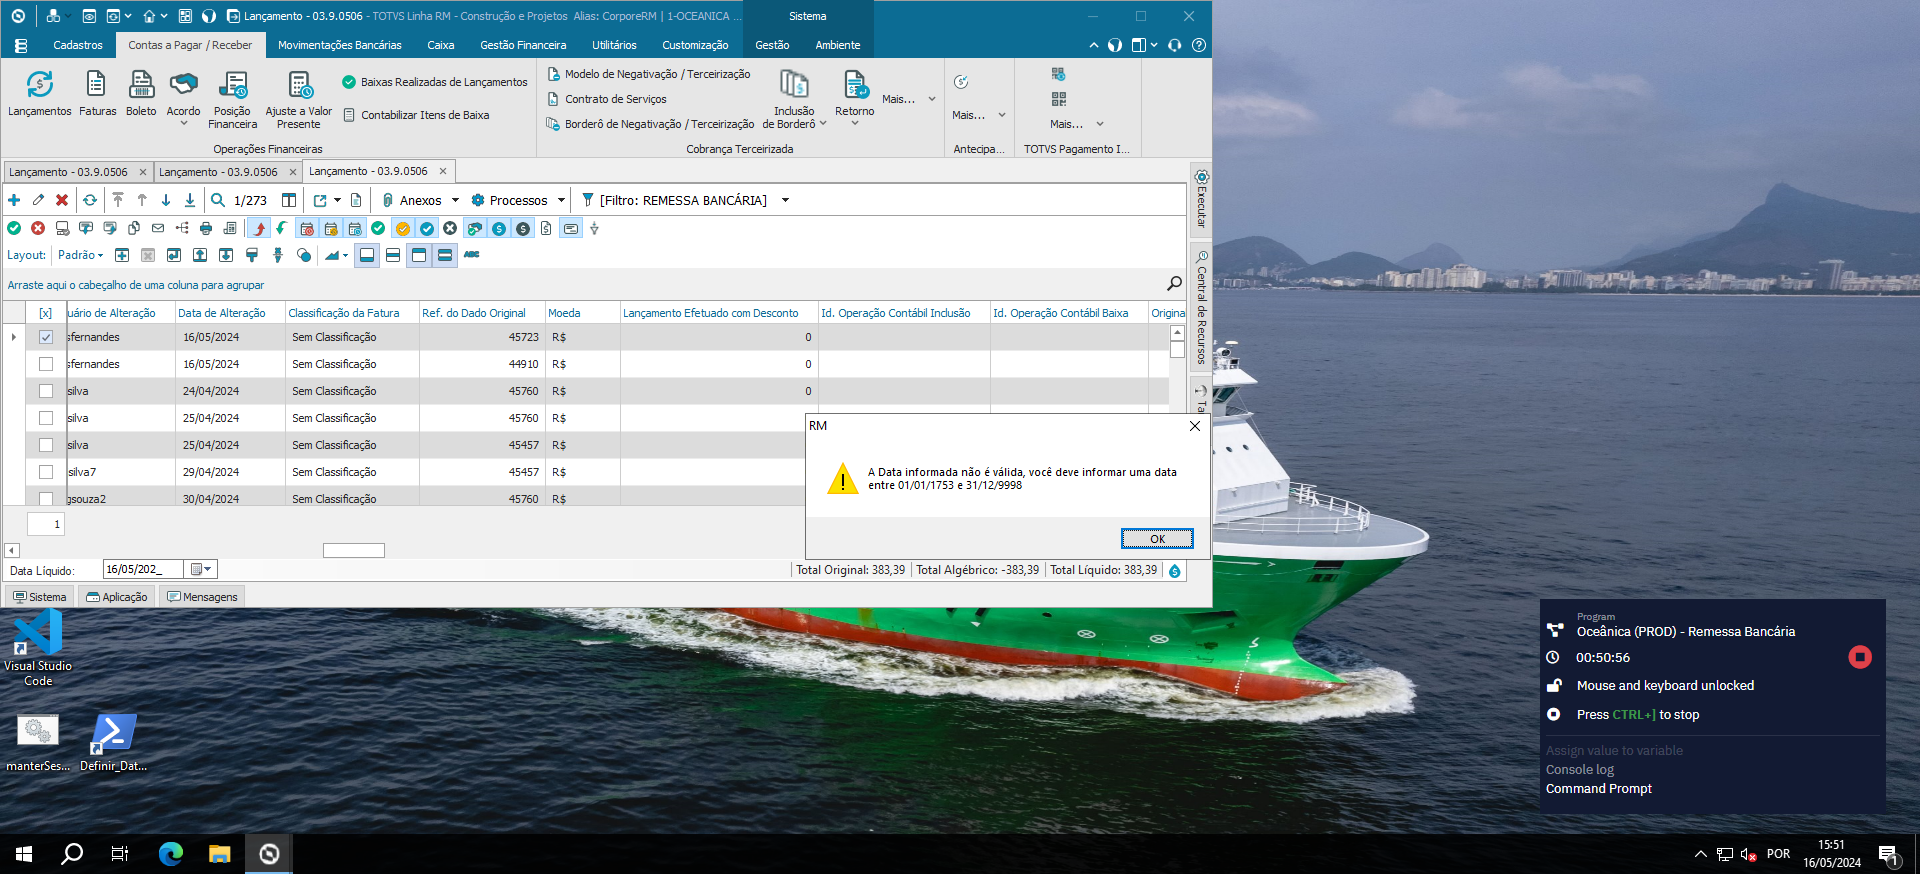 Lançamento - 03.9.0506 - TOTVS Linha RM - Construção e Projetos Alias: CorporeRM | 1-OCEANICA ...
Sistema
Cadastros
Contas a Pagar / Receber
Movimentações Bancárias
Caixa
Gestão Financeira
Utilitários
Customização
Gestão
Ambiente
Lançamentos
Faturas
Boleto
Acordo
Posição
Financeira
Ajuste a Valor
Presente
Baixas Realizadas de Lançamentos
Contabilizar Itens de Baixa
Operações Financeiras
Modelo de Negativação / Terceirização
Contrato de Serviços
Borderô de Negativação / Terceirização
Inclusão
de Borderô
Retorno
Mais...
Cobrança Terceirizada
Mais...
Antecipa...
Mais...
TOTVS Pagamento I...
Lançamento - 03.9.0506
Lançamento - 03.9.0506
Lançamento - 03.9.0506
1/273
Anexos
Processos
[Filtro: REMESSA BANCÁRIA]
Executar
Central de Recursos
Ta
Layout:
Padrão
ABC
Arraste aqui o cabeçalho de uma coluna para agrupar
[x] uário de Alteração Data de Alteração Classificação da Fatura Ref. do Dado Original Moeda Lançamento Efetuado com Desconto Id. Operação Contábil Inclusão Id. Operação Contábil Baixa Origina
sfernandes 16/05/2024 Sem Classificação 45723 R$ 0
sfernandes 16/05/2024 Sem Classificação 44910 R$ 0
silva 24/04/2024 Sem Classificação 45760 R$ 0
silva 25/04/2024 Sem Classificação 45760 R$
silva 25/04/2024 Sem Classificação 45457 R$
silva7 29/04/2024 Sem Classificação 45457 R$
gsouza2 30/04/2024 Sem Classificação 45760 R$
1
RM
A Data informada não é válida, você deve informar uma data
entre 01/01/1753 e 31/12/9998
OK
Data Líquido:
16/05/202_
Total Original: 383,39
Total Algébrico: -383,39
Total Líquido: 383,39
Sistema
Aplicação
Mensagens
Visual Studio
Code
manterSes...
Definir_Dat...
Program
Oceânica (PROD) - Remessa Bancária
00:50:56
Mouse and keyboard unlocked
Press CTRL+] to stop
Assign value to variable
Console log
Command Prompt
POR
15:51
16/05/2024
1